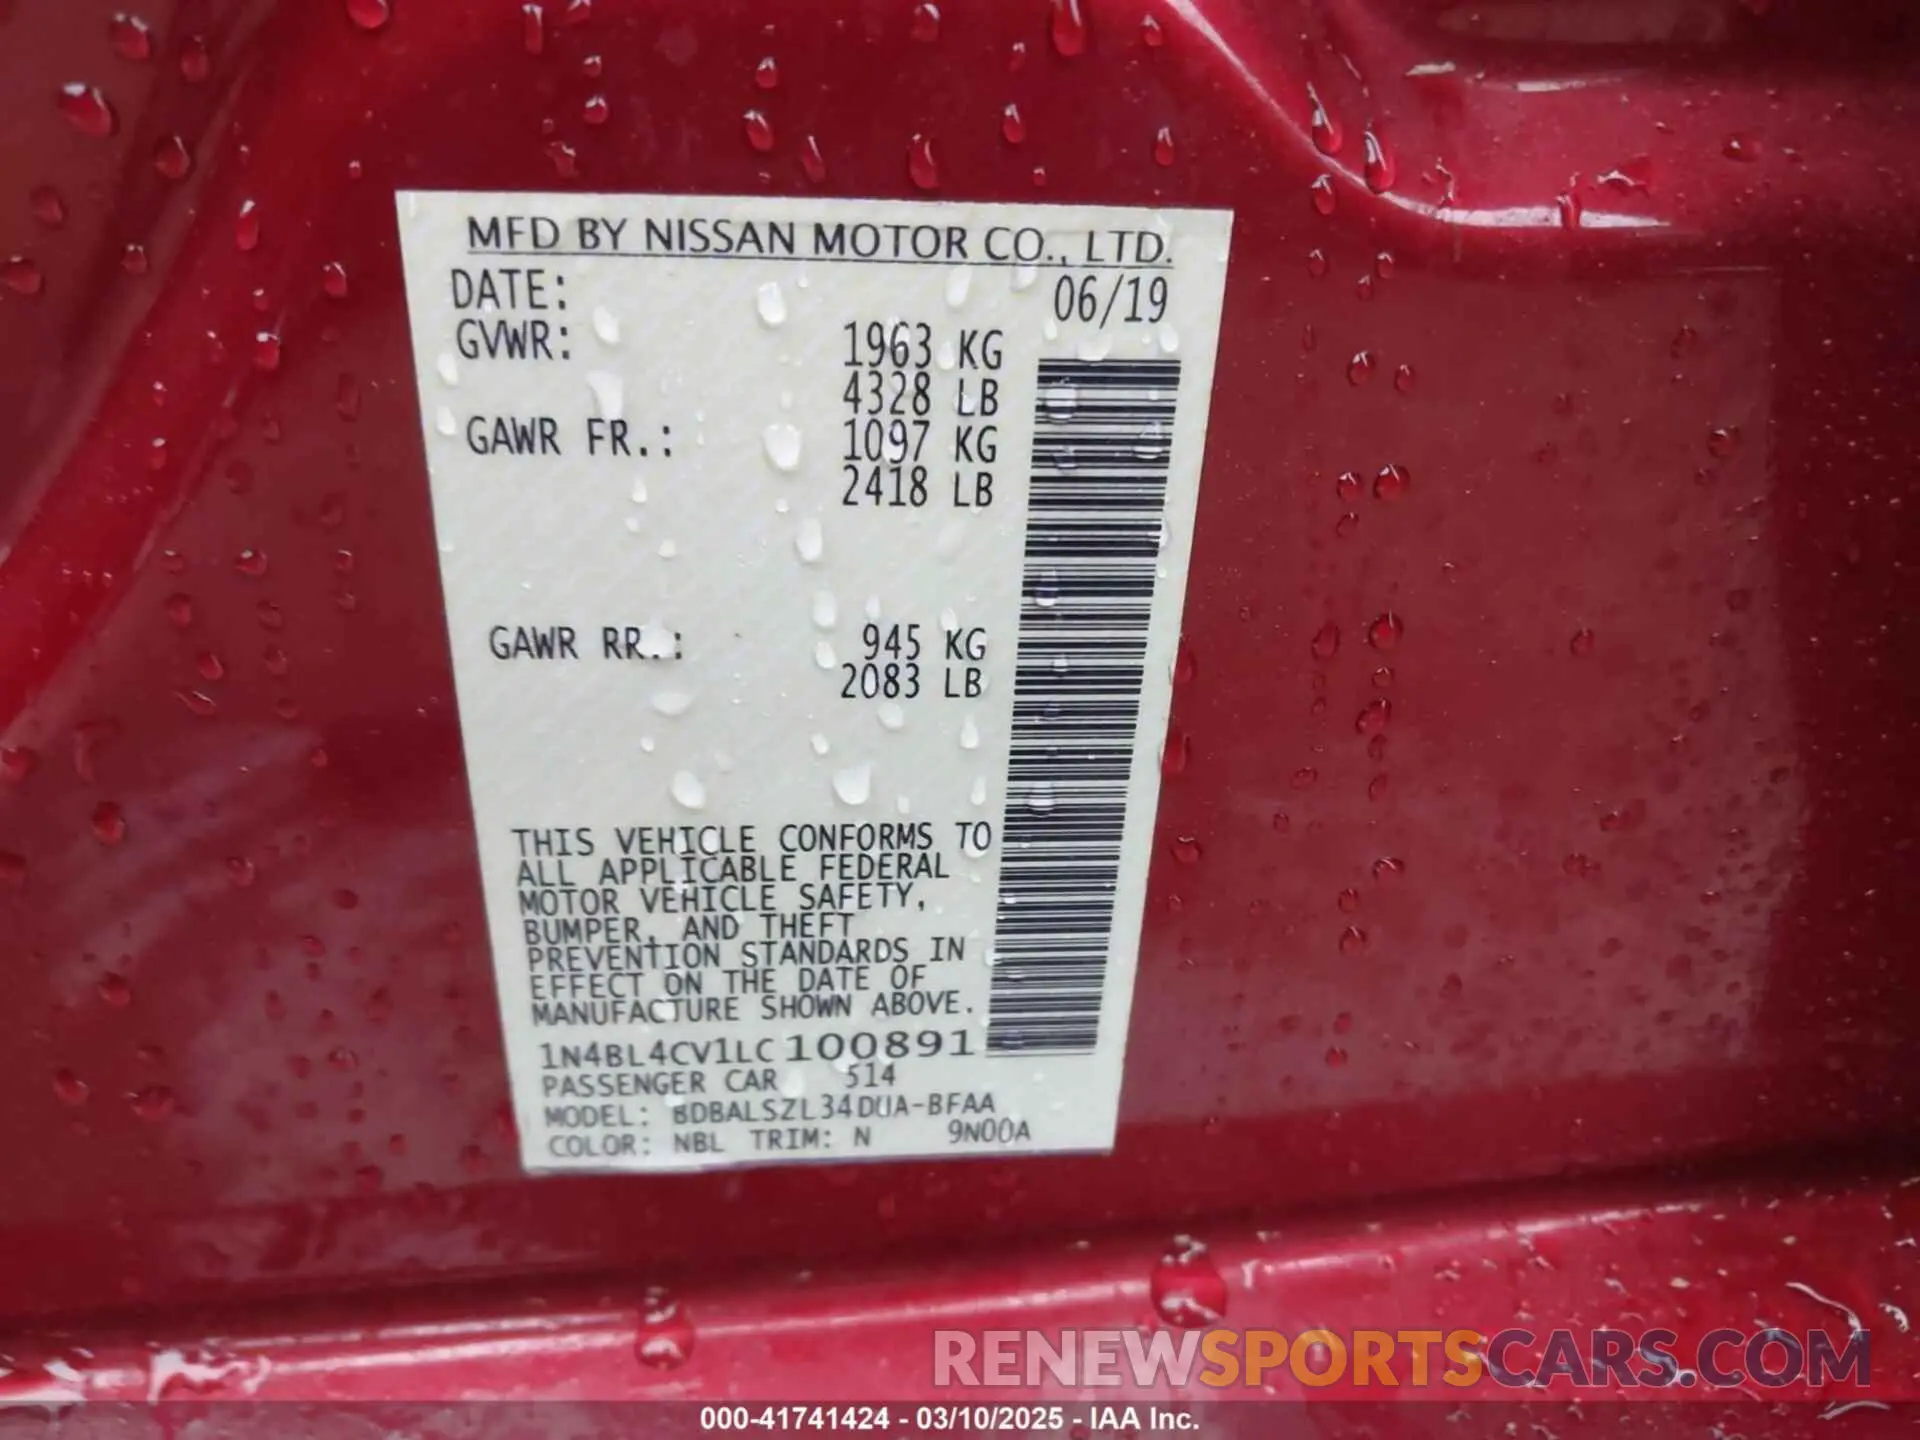 MFD BY NISSAN MOTOR CO., LTD.
DATE: 06/19
GVWR: 1963 KG
4328 LB
GAWR FR.: 1097 KG
2418 LB
GAWR RR.: 945 KG
2083 LB
THIS VEHICLE CONFORMS TO
ALL APPLICABLE FEDERAL
MOTOR VEHICLE SAFETY,
BUMPER, AND THEFT
PREVENTION STANDARDS IN
EFFECT ON THE DATE OF
MANUFACTURE SHOWN ABOVE.
1N4BL4CV1LC100891
PASSENGER CAR 514
MODEL: BDBALSZL34DUA-BFAA
COLOR: NBL TRIM: N 9N00A
RENEWSPORTSCARS.COM
000-41741424 - 03/10/2025 - IAA Inc.